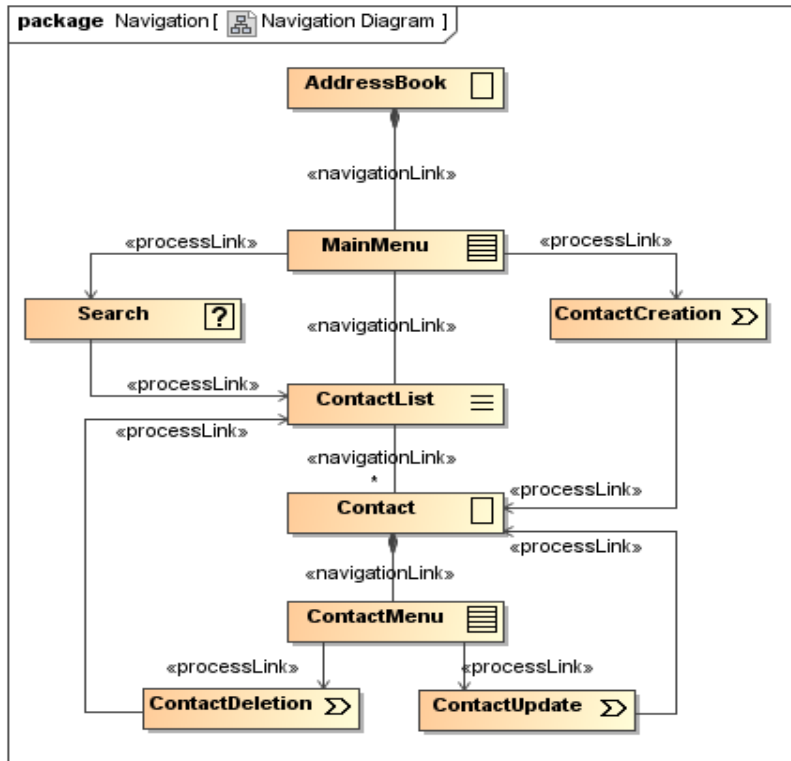 package Navigation [ Navigation Diagram ]
AddressBook
«navigationLink»
«processLink»
MainMenu
«processLink»
Search ?
«navigationLink»
ContactCreation
«processLink»
ContactList
«processLink»
«navigationLink»
*
«processLink»
Contact
«processLink»
«navigationLink»
ContactMenu
«processLink»
«processLink»
ContactDeletion
ContactUpdate